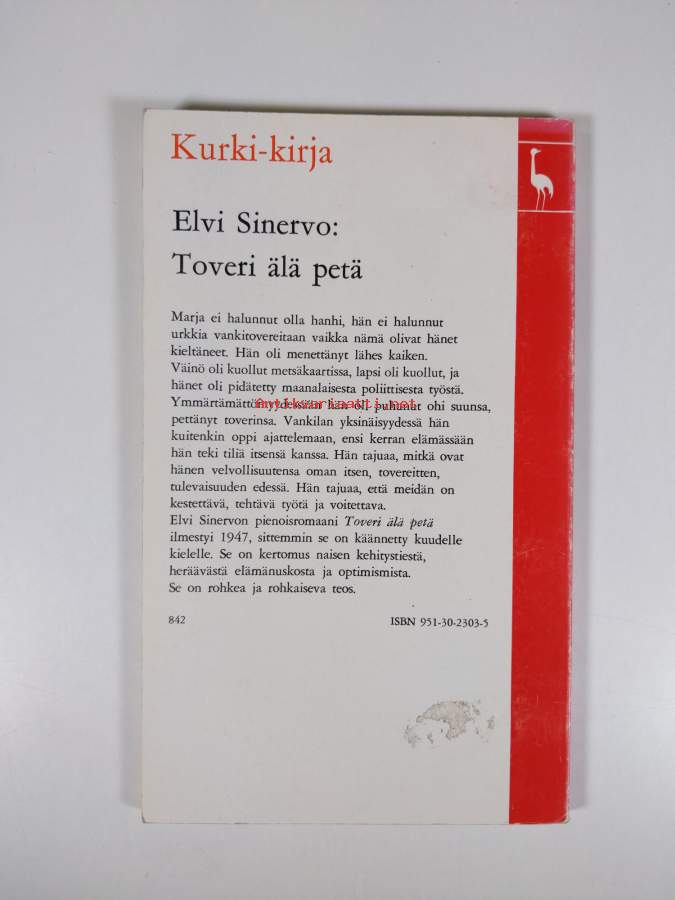 Kurki-kirja
Elvi Sinervo:
Toveri älä petä
Marja ei halunnut olla hanhi, hän ei halunnut
urkkia vankitovereitaan vaikka nämä olivat hänet
kieltäneet. Hän oli menettänyt lähes kaiken.
Väinö oli kuollut metsäkaartissa, lapsi oli kuollut, ja
hänet oli pidätetty maanalaisesta poliittisesta työstä.
Ymmärtämättömyydessään hän oli puhunut ohi suunsa,
antikvariaatti.net
pettänyt toverinsa. Vankilan yksinäisyydessä hän
kuitenkin oppi ajattelemaan, ensi kerran elämässään
hän teki tiliä itsensä kanssa. Hän tajuaa, mitkä ovat
hänen velvollisuutensa oman itsen, tovereitten,
tulevaisuuden edessä. Hän tajuaa, että meidän on
kestettävä, tehtävä työtä ja voitettava.
Elvi Sinervon pienoisromaani Toveri älä petä
ilmestyi 1947, sittemmin se on käännetty kuudelle
kielelle. Se on kertomus naisen kehitystiestä,
heräävästä elämänuskosta ja optimismista.
Se on rohkea ja rohkaiseva teos.
842 ISBN 951-30-2303-5